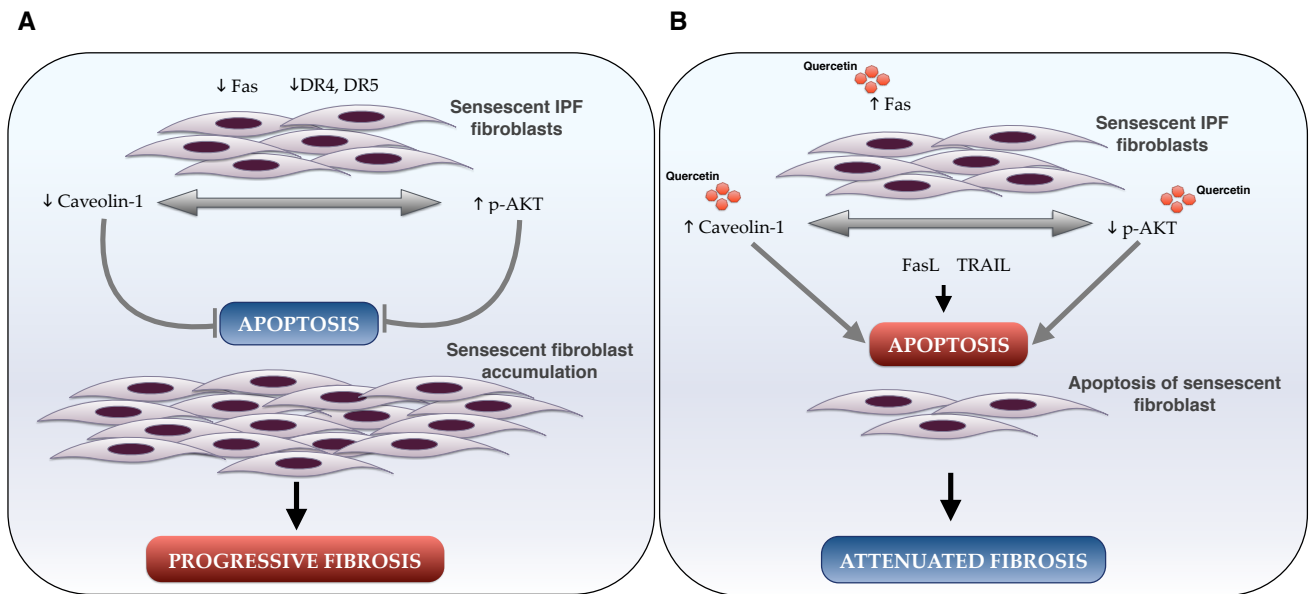 A
↓ Fas ↓DR4, DR5
Sensescent IPF
fibroblasts
↓ Caveolin-1
↑ p-AKT
APOPTOSIS
Sensescent fibroblast
accumulation
PROGRESSIVE FIBROSIS
B
Quercetin
↑ Fas
Sensescent IPF
fibroblasts
Quercetin
↑ Caveolin-1
Quercetin
↓ p-AKT
FasL TRAIL
APOPTOSIS
Apoptosis of sensescent
fibroblast
ATTENUATED FIBROSIS